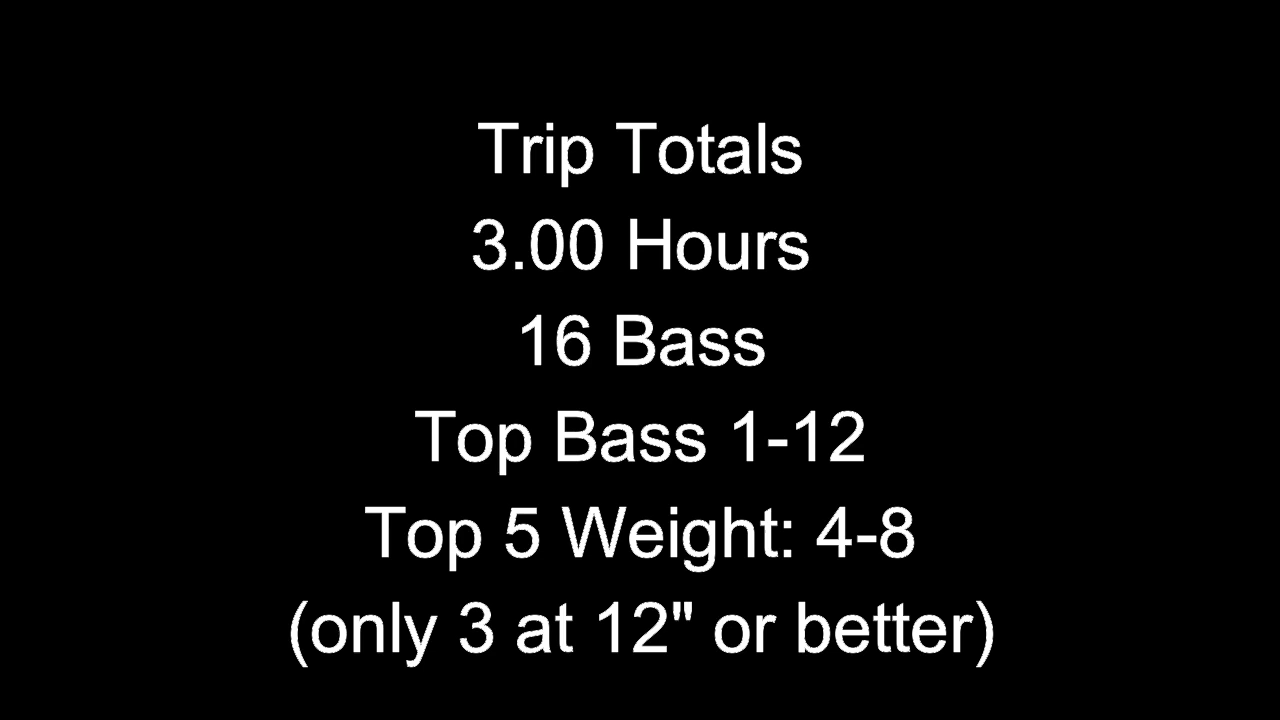 Trip Totals
3.00 Hours
16 Bass
Top Bass 1-12
Top 5 Weight: 4-8
(only 3 at 12" or better)